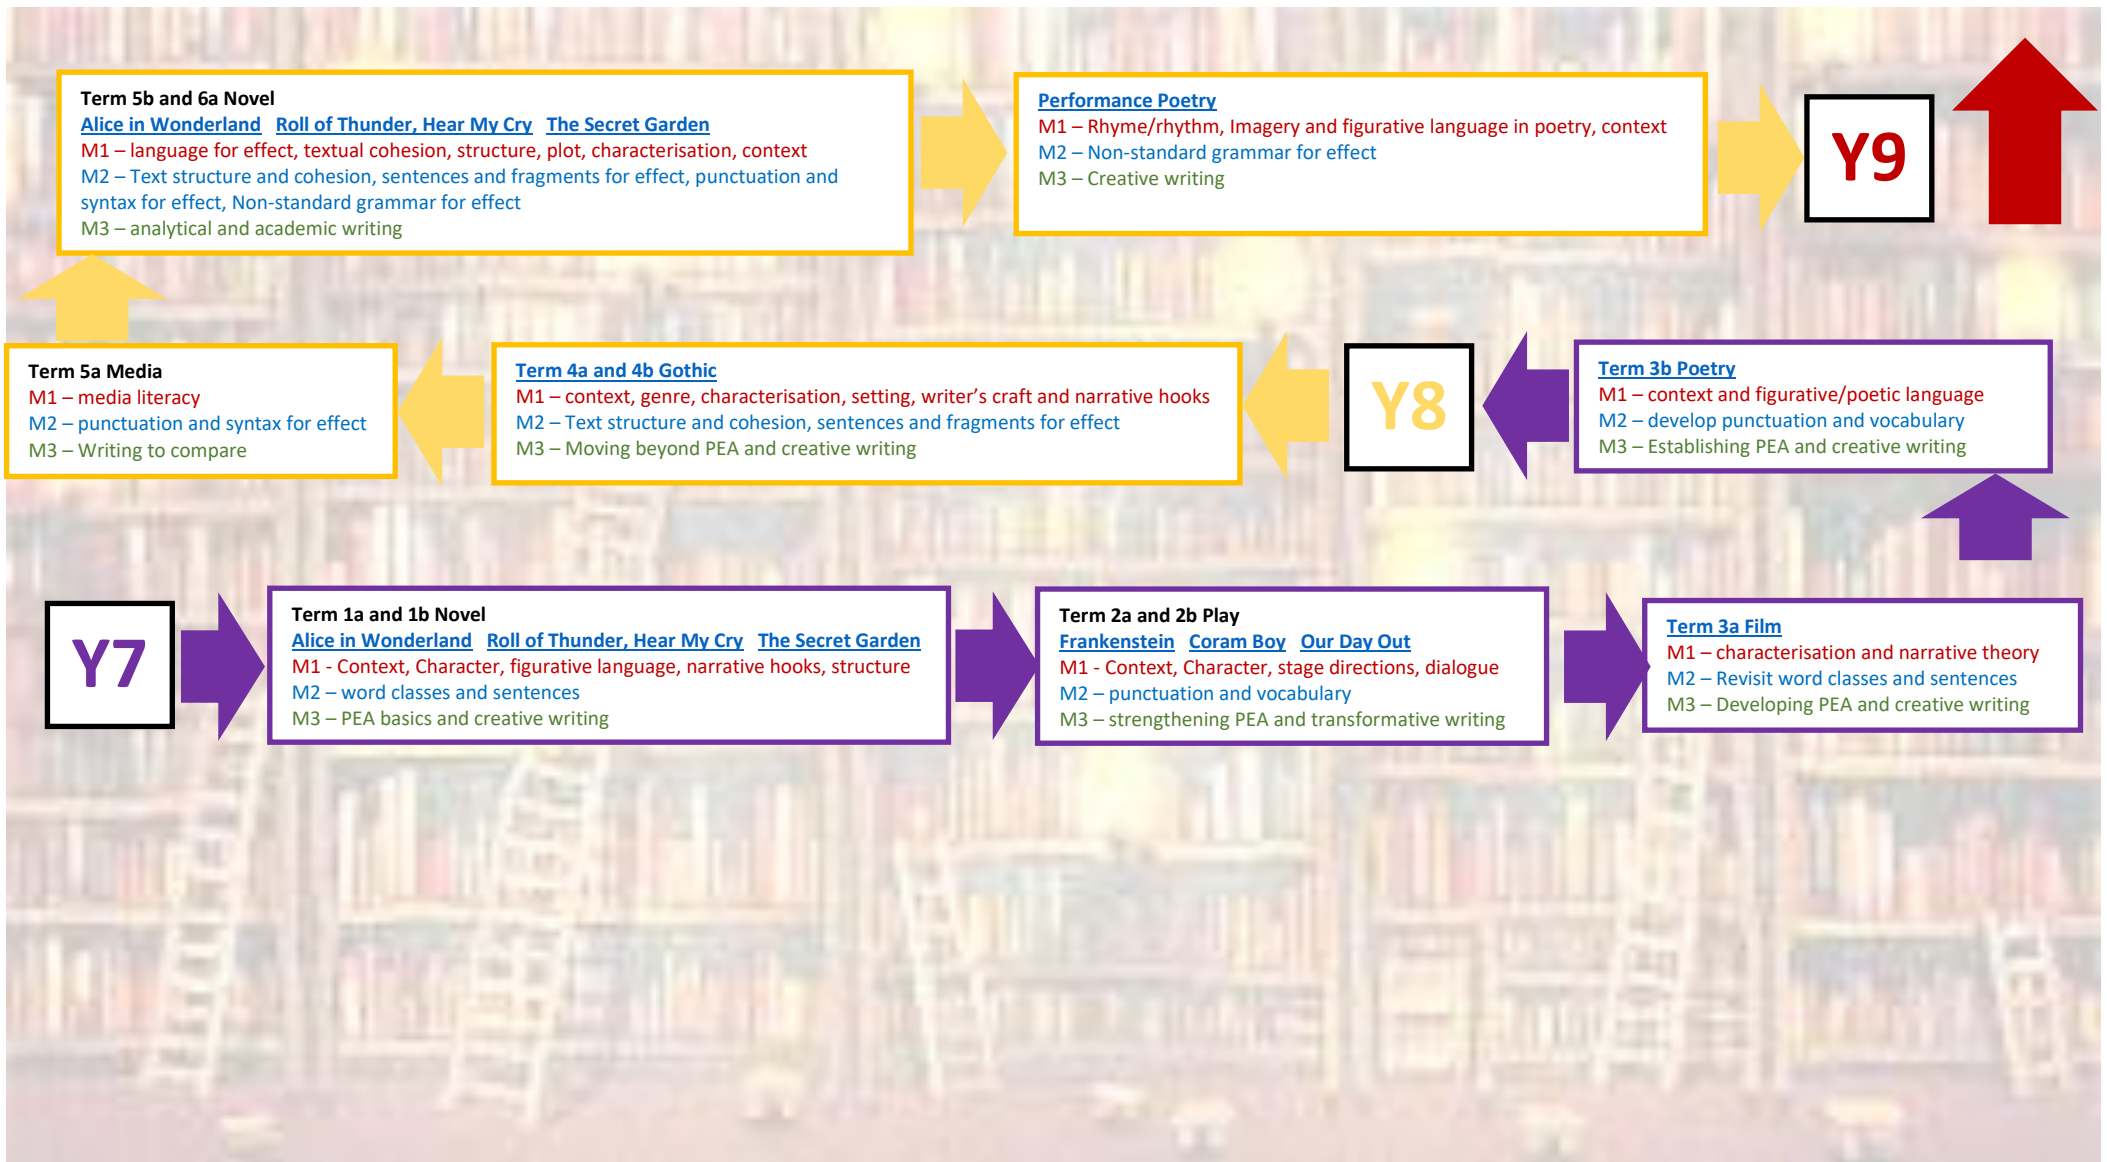 Term 5b and 6a Novel
Alice in Wonderland Roll of Thunder, Hear My Cry The Secret Garden
M1 – language for effect, textual cohesion, structure, plot, characterisation, context
M2 – Text structure and cohesion, sentences and fragments for effect, punctuation and
syntax for effect, Non-standard grammar for effect
M3 – analytical and academic writing
Performance Poetry
M1 – Rhyme/rhythm, Imagery and figurative language in poetry, context
M2 – Non-standard grammar for effect
M3 – Creative writing
Y9
Term 5a Media
M1 – media literacy
M2 – punctuation and syntax for effect
M3 – Writing to compare
Term 4a and 4b Gothic
M1 – context, genre, characterisation, setting, writer’s craft and narrative hooks
M2 – Text structure and cohesion, sentences and fragments for effect
M3 – Moving beyond PEA and creative writing
Y8
Term 3b Poetry
M1 – context and figurative/poetic language
M2 – develop punctuation and vocabulary
M3 – Establishing PEA and creative writing
Y7
Term 1a and 1b Novel
Alice in Wonderland Roll of Thunder, Hear My Cry The Secret Garden
M1 - Context, Character, figurative language, narrative hooks, structure
M2 – word classes and sentences
M3 – PEA basics and creative writing
Term 2a and 2b Play
Frankenstein Coram Boy Our Day Out
M1 - Context, Character, stage directions, dialogue
M2 – punctuation and vocabulary
M3 – strengthening PEA and transformative writing
Term 3a Film
M1 – characterisation and narrative theory
M2 – Revisit word classes and sentences
M3 – Developing PEA and creative writing